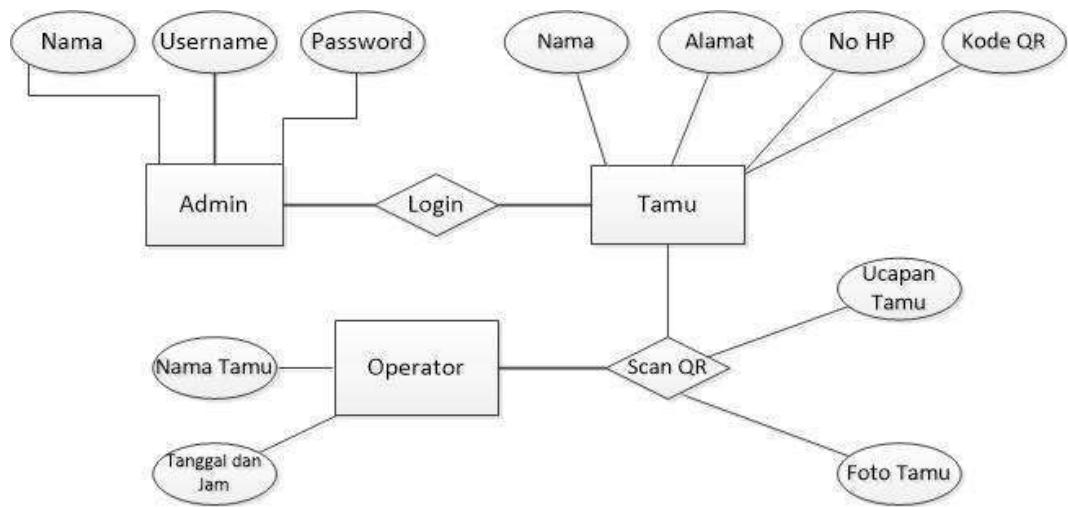 Nama
Username
Password
Nama
Alamat
No HP
Kode QR
Admin
Login
Tamu
Ucapan
Tamu
Nama Tamu
Operator
Scan QR
Tanggal dan
Jam
Foto Tamu